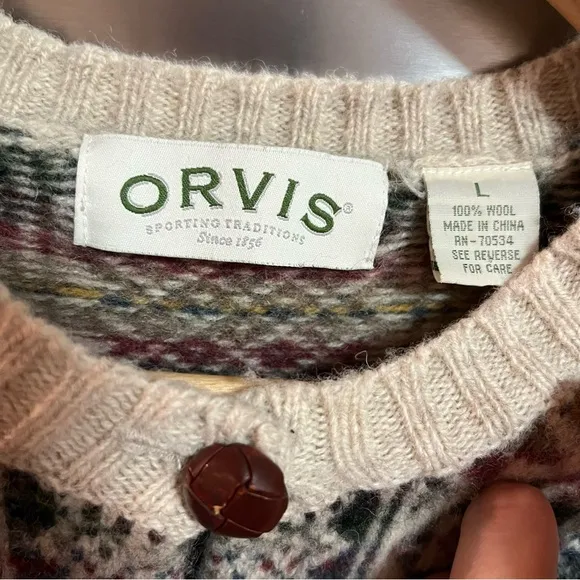 ORVIS®
SPORTING TRADITIONS
Since 1856
L
100% WOOL
MADE IN CHINA
RN-70534
SEE REVERSE
FOR CARE